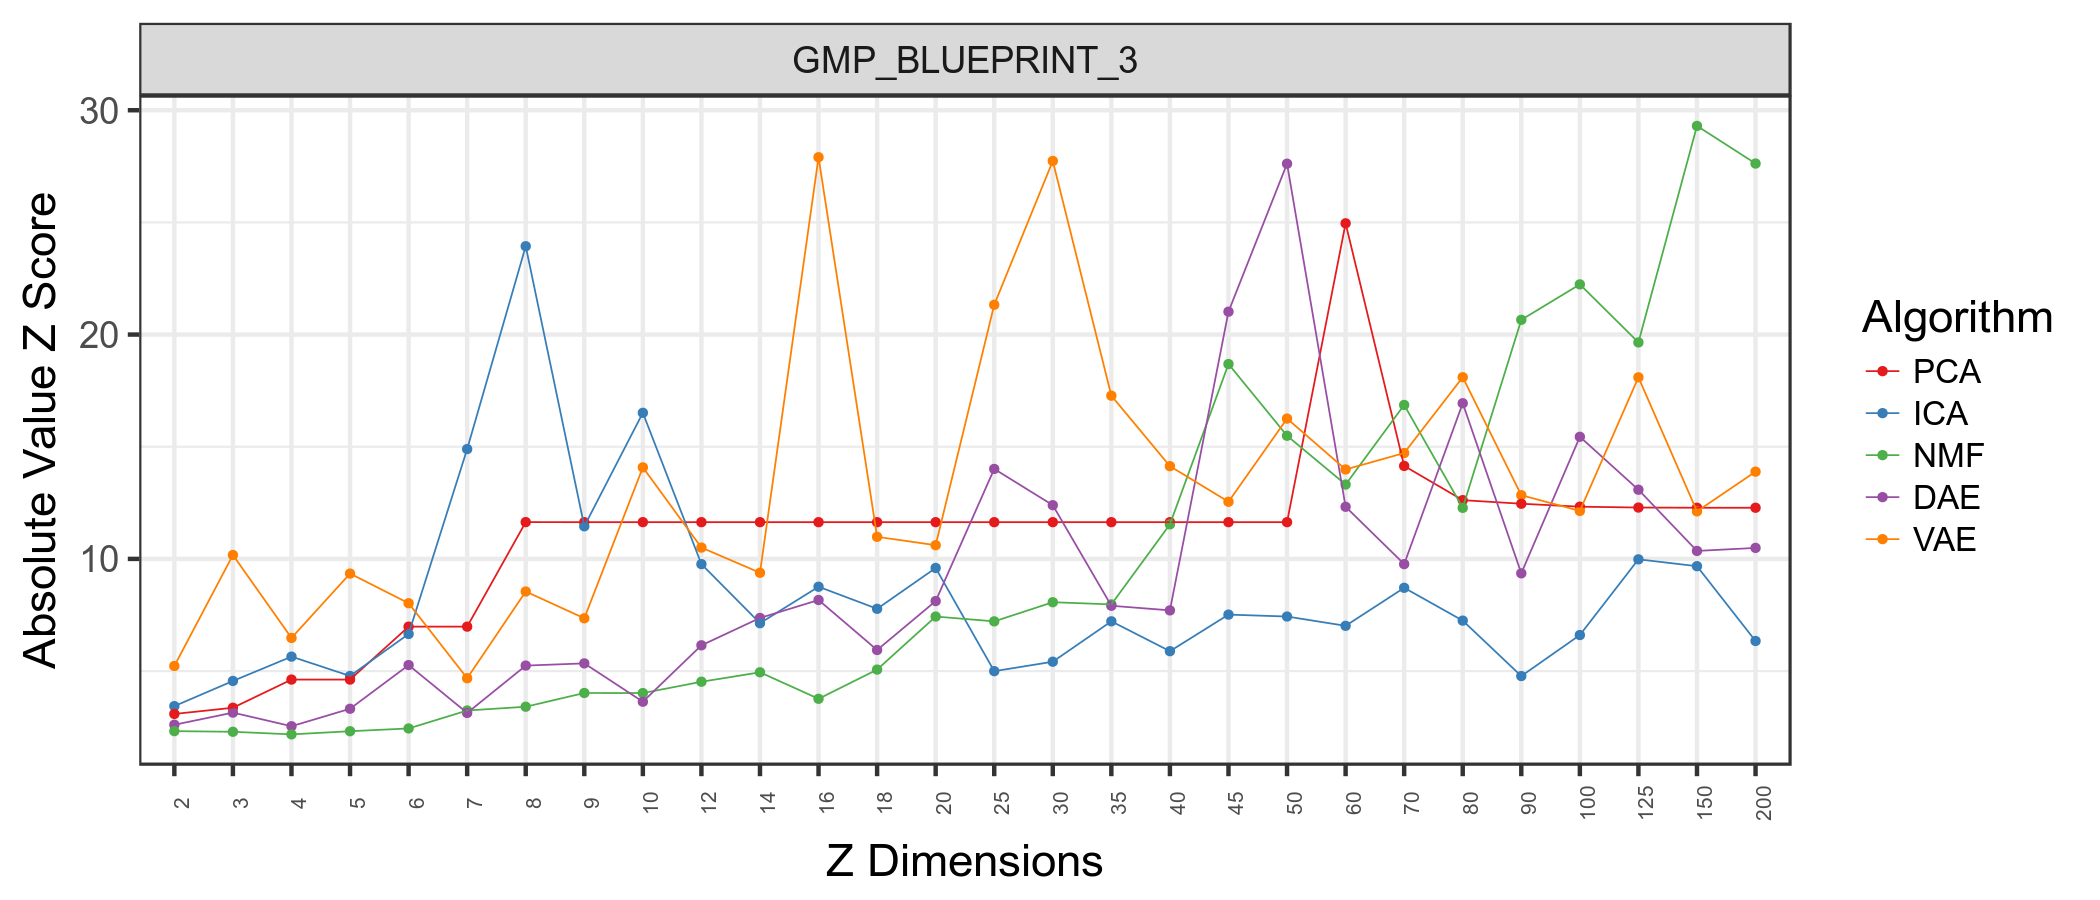 GMP_BLUEPRINT_3
Absolute Value Z Score
30
20
10
2 3 4 5 6 7 8 9 10 12 14 16 18 20 25 30 35 40 45 50 60 70 80 90 100 125 150 200
Z Dimensions
Algorithm
PCA
ICA
NMF
DAE
VAE